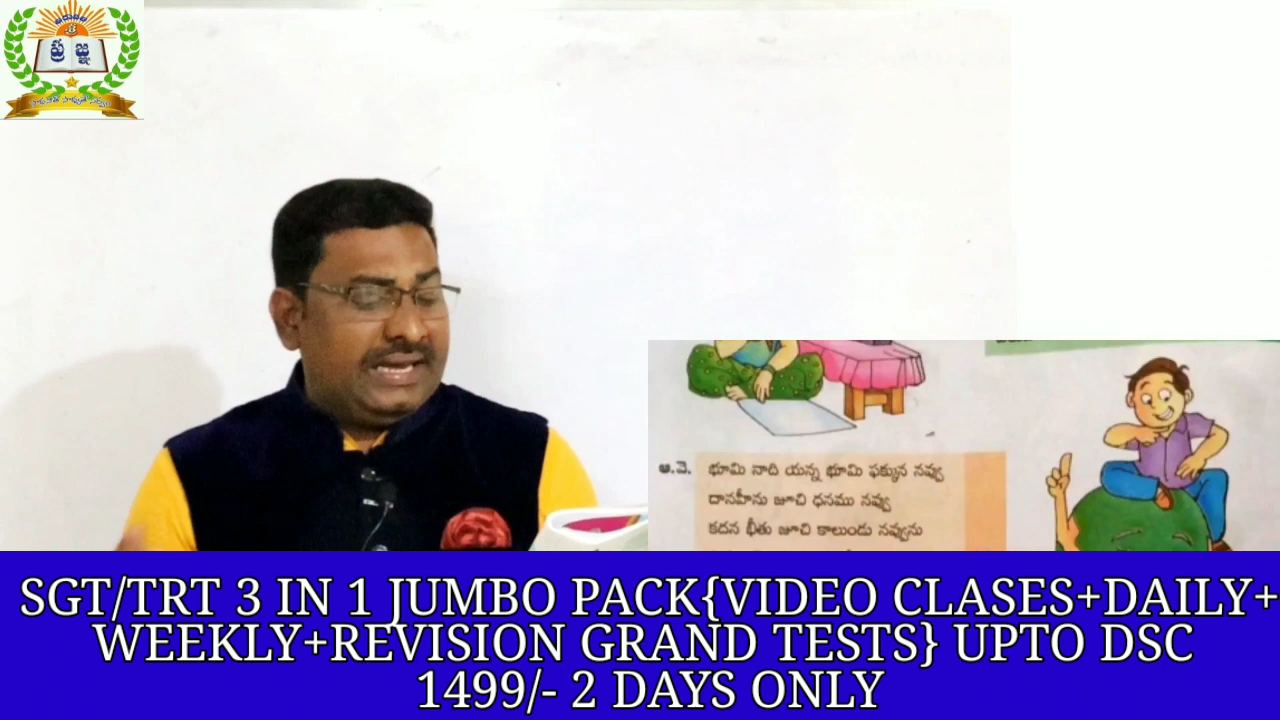 ప్రజ్ఞ
ఆ.వె. భూమి నాది యన్న భూమి ఫక్కున నవ్వు
దానహీను జూచి ధనము నవ్వు
కదన భీతు జూచి కాలుండు నవ్వును
SGT/TRT 3 IN 1 JUMBO PACK{VIDEO CLASES+DAILY+
WEEKLY+REVISION GRAND TESTS} UPTO DSC
1499/- 2 DAYS ONLY